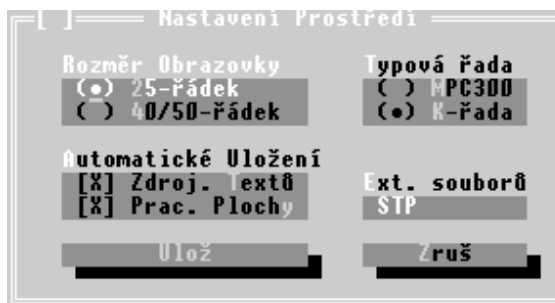 [ ] Nastavení Prostředí
Rozměr Obrazovky
(•) 25-řádek
( ) 40/50-řádek
Typová řada
( ) MPC300
(•) K-řada
Automatické Uložení
[X] Zdroj. Textů
[X] Prac. Plochy
Ext. souborů
STP
Ulož
Zruš